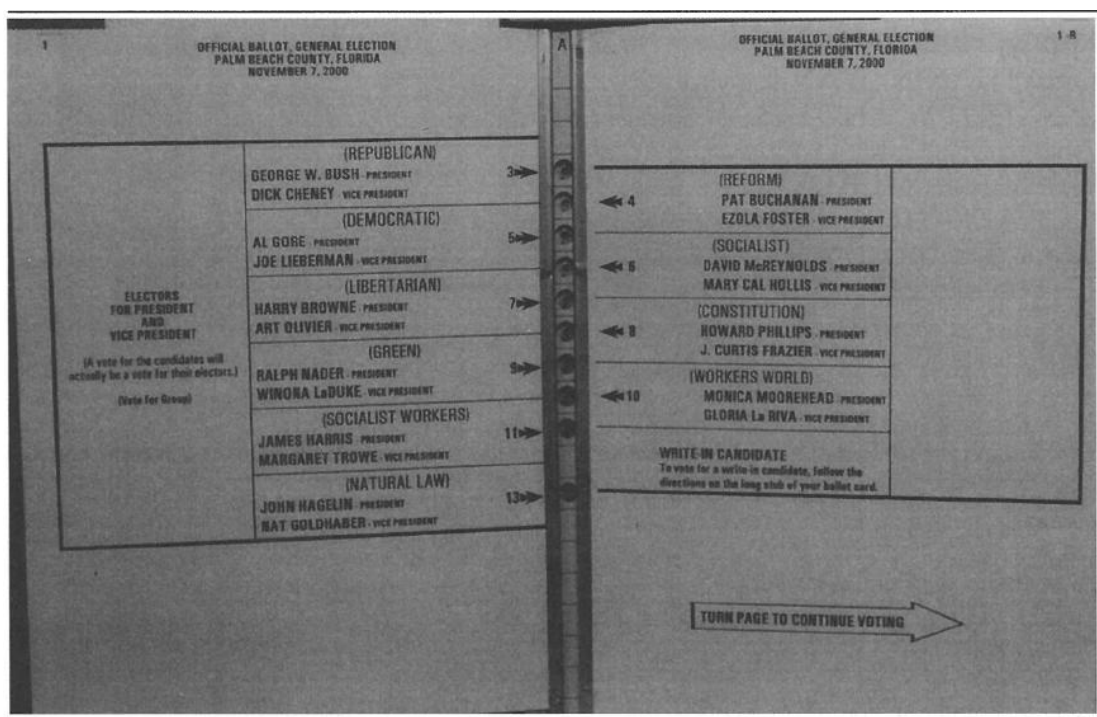 1
OFFICIAL BALLOT, GENERAL ELECTION
PALM BEACH COUNTY, FLORIDA
NOVEMBER 7, 2000
ELECTORS
FOR PRESIDENT
AND
VICE PRESIDENT
(A vote for the candidates will
actually be a vote for their electors.)
(Vote for Group)
(REPUBLICAN)
GEORGE W. BUSH - PRESIDENT
DICK CHENEY - VICE PRESIDENT
3
(DEMOCRATIC)
AL GORE - PRESIDENT
JOE LIEBERMAN - VICE PRESIDENT
5
(LIBERTARIAN)
HARRY BROWNE - PRESIDENT
ART OLIVIER - VICE PRESIDENT
7
(GREEN)
RALPH NADER - PRESIDENT
WINONA LaDUKE - VICE PRESIDENT
9
(SOCIALIST WORKERS)
JAMES HARRIS - PRESIDENT
MARGARET TROWE - VICE PRESIDENT
11
(NATURAL LAW)
JOHN HAGELIN - PRESIDENT
NAT GOLDHABER - VICE PRESIDENT
13
A
OFFICIAL BALLOT, GENERAL ELECTION
PALM BEACH COUNTY, FLORIDA
NOVEMBER 7, 2000
1-R
(REFORM)
4
PAT BUCHANAN - PRESIDENT
EZOLA FOSTER - VICE PRESIDENT
(SOCIALIST)
6
DAVID McREYNOLDS - PRESIDENT
MARY CAL HOLLIS - VICE PRESIDENT
(CONSTITUTION)
8
HOWARD PHILLIPS - PRESIDENT
J. CURTIS FRAZIER - VICE PRESIDENT
(WORKERS WORLD)
10
MONICA MOOREHEAD - PRESIDENT
GLORIA La RIVA - VICE PRESIDENT
WRITE-IN CANDIDATE
To vote for a write-in candidate, follow the
directions on the long stub of your ballot card.
TURN PAGE TO CONTINUE VOTING